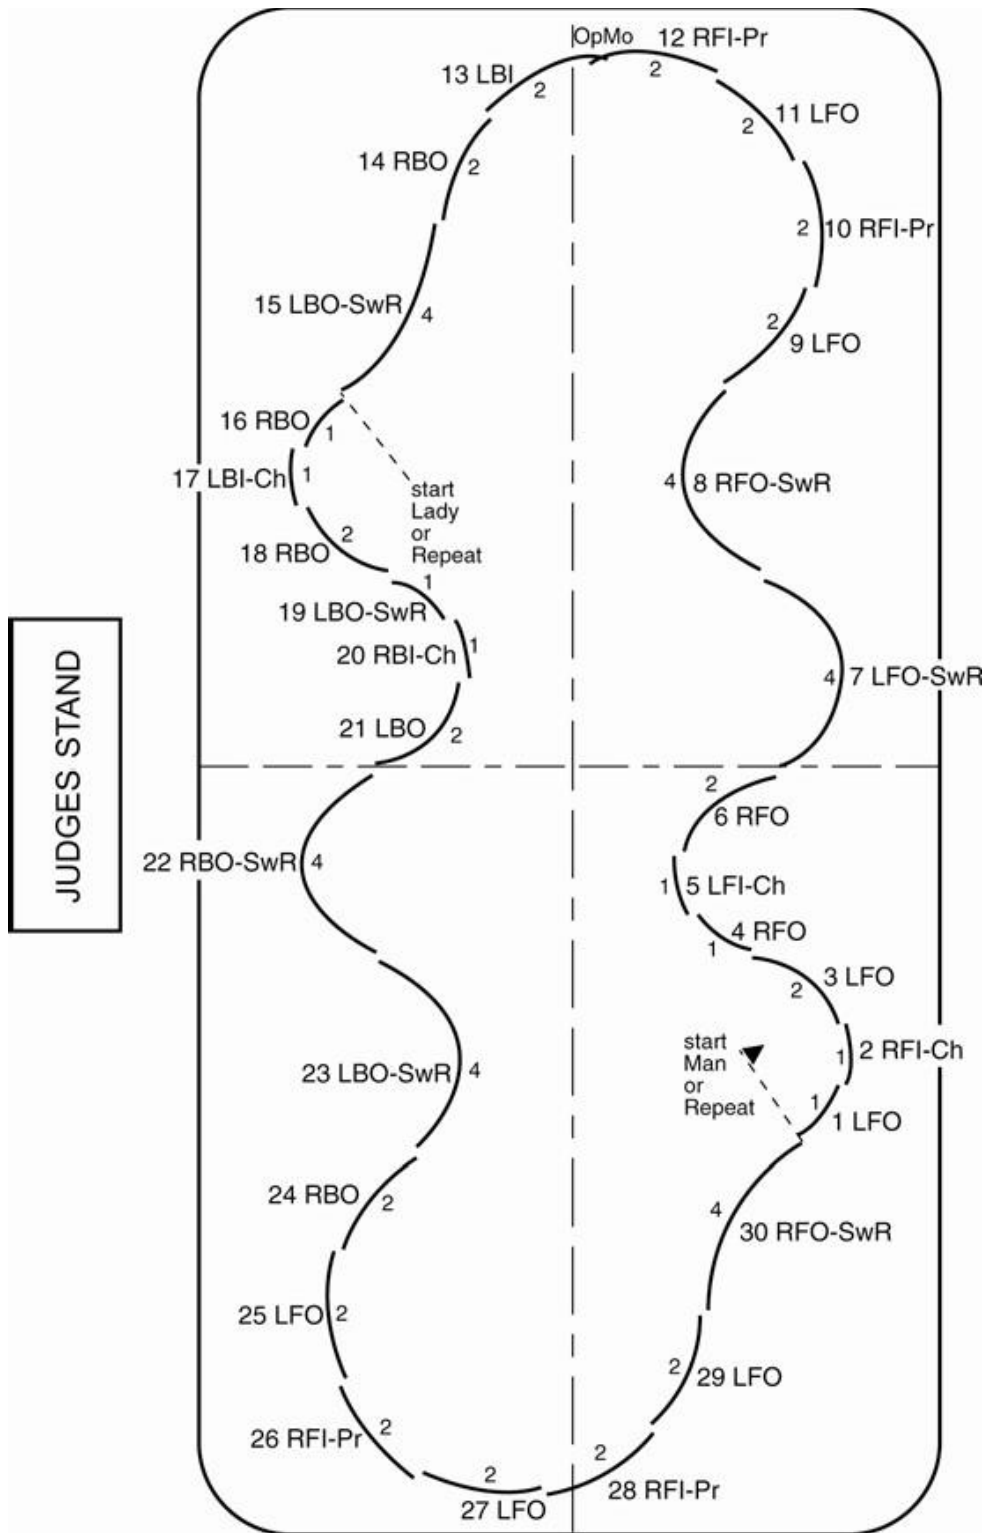 OpMo
12 RFI-Pr
2
13 LBI
2
11 LFO
2
14 RBO
2
10 RFI-Pr
2
15 LBO-SwR
4
9 LFO
2
16 RBO
1
17 LBI-Ch
1
8 RFO-SwR
4
start
Lady
or
Repeat
18 RBO
2
19 LBO-SwR
1
20 RBI-Ch
1
7 LFO-SwR
4
21 LBO
2
JUDGES STAND
6 RFO
2
22 RBO-SwR
4
5 LFI-Ch
1
4 RFO
1
3 LFO
2
start
Man
or
Repeat
2 RFI-Ch
1
23 LBO-SwR
4
1 LFO
1
24 RBO
2
30 RFO-SwR
4
25 LFO
2
29 LFO
2
26 RFI-Pr
2
27 LFO
2
28 RFI-Pr
2